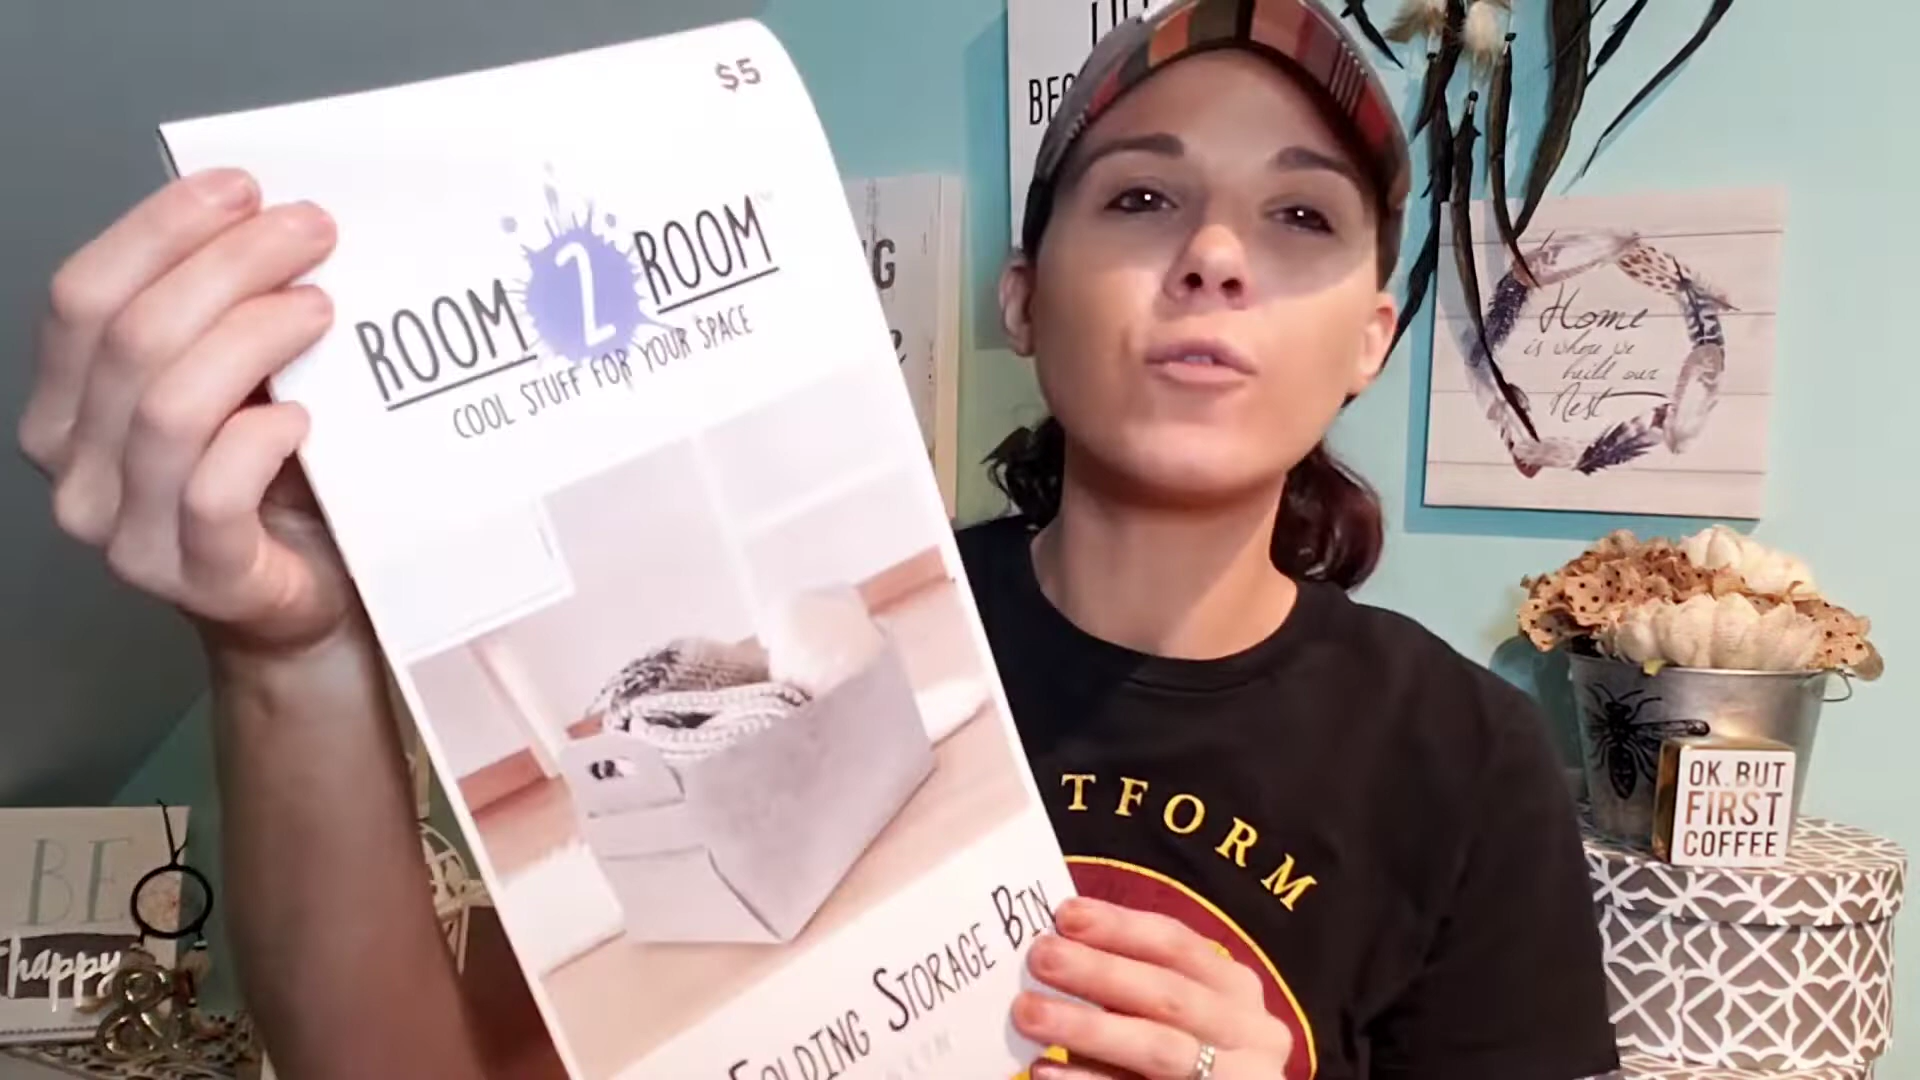 $5
ROOM 2 ROOM
COOL STUFF FOR YOUR SPACE
FOLDING STORAGE BIN
TFORM
Home
is where we
build our
Nest
OK, BUT
FIRST
COFFEE
BE
happy
&